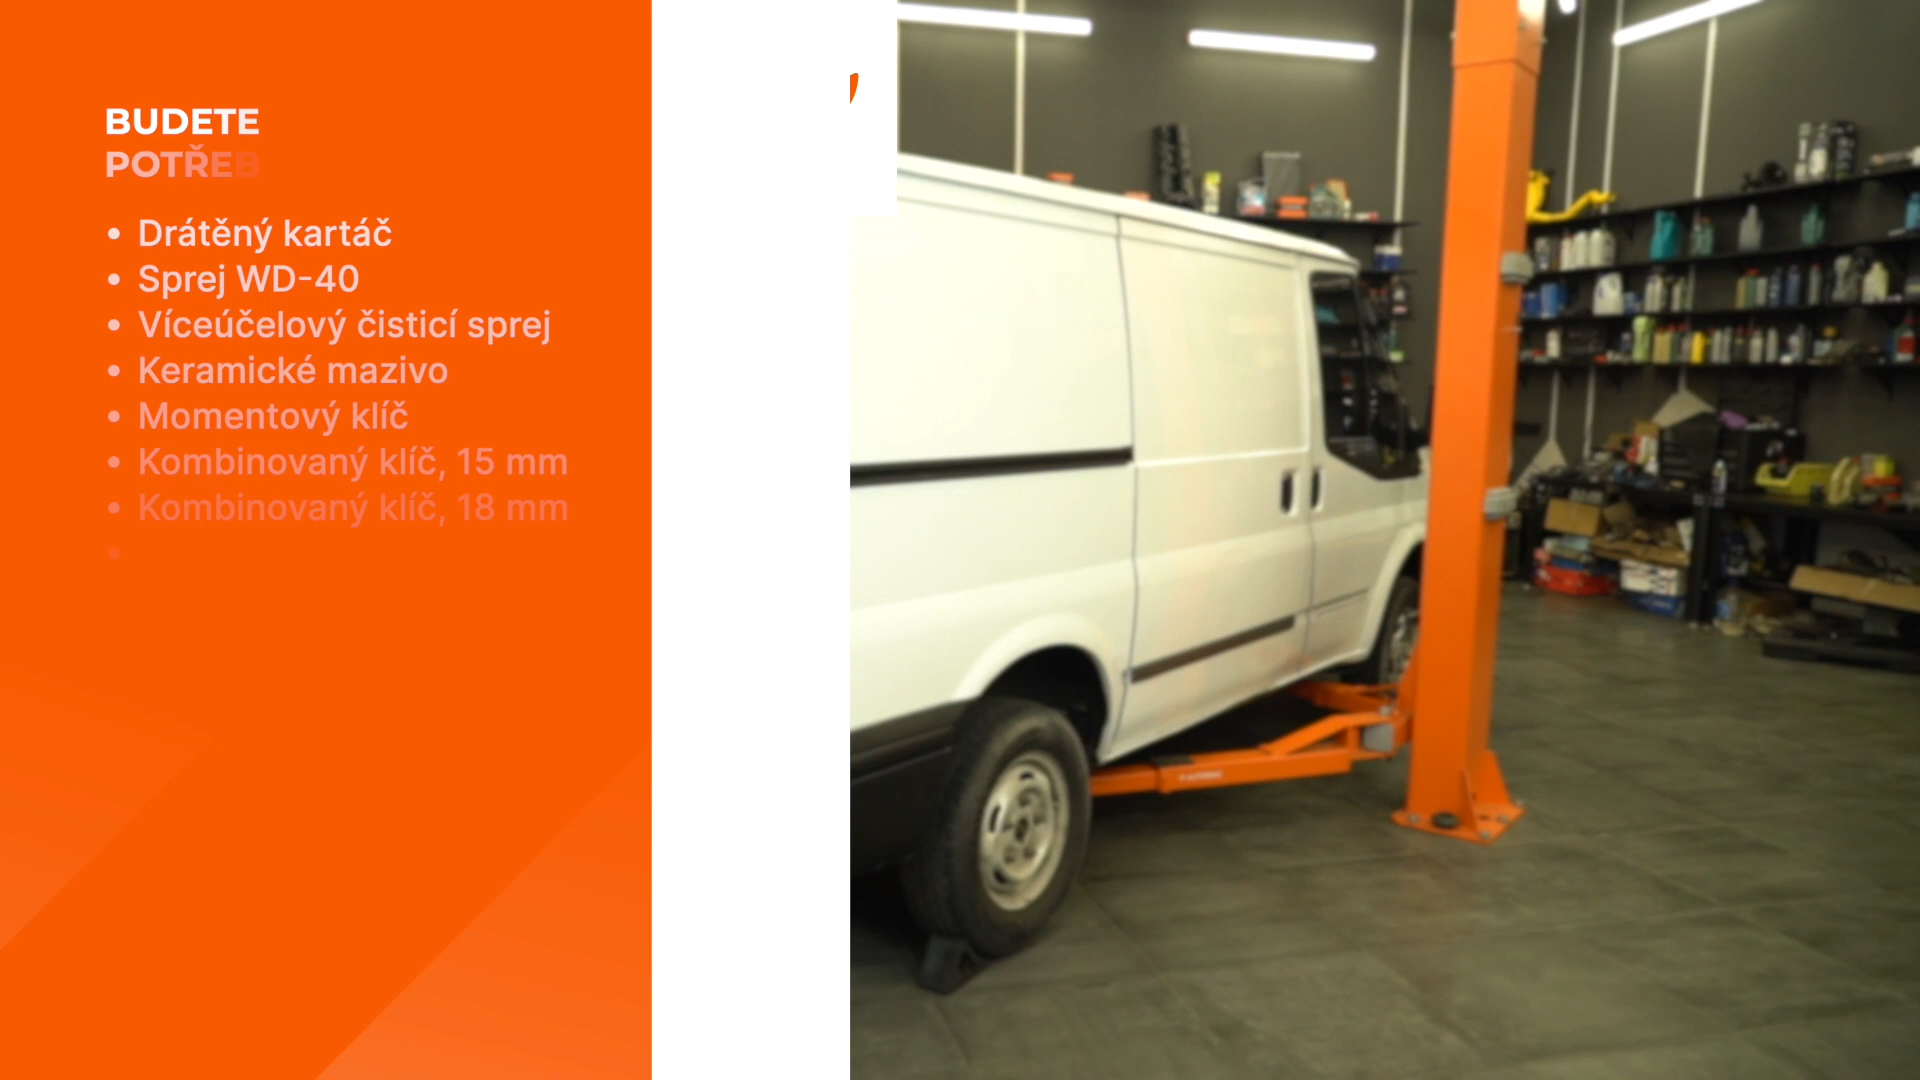 BUDETE
POTŘEB
• Drátěný kartáč
• Sprej WD-40
• Víceúčelový čisticí sprej
• Keramické mazivo
• Momentový klíč
• Kombinovaný klíč, 15 mm
• Kombinovaný klíč, 18 mm
•